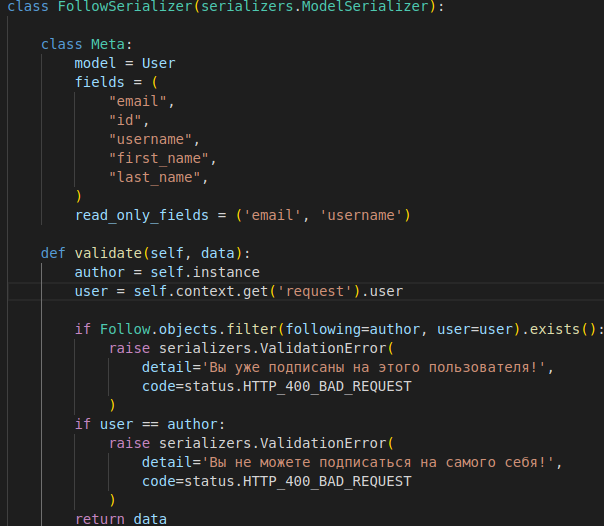 class FollowSerializer(serializers.ModelSerializer):
class Meta:
model = User
fields = (
"email",
"id",
"username",
"first_name",
"last_name",
)
read_only_fields = ('email', 'username')
def validate(self, data):
author = self.instance
user = self.context.get('request').user
if Follow.objects.filter(following=author, user=user).exists():
raise serializers.ValidationError(
detail='Вы уже подписаны на этого пользователя!',
code=status.HTTP_400_BAD_REQUEST
)
if user == author:
raise serializers.ValidationError(
detail='Вы не можете подписаться на самого себя!',
code=status.HTTP_400_BAD_REQUEST
)
return data